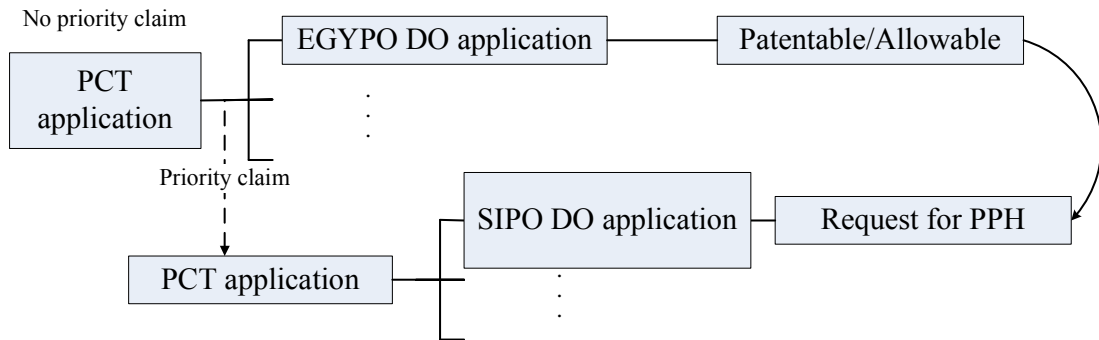 No priority claim
EGYPO DO application
Patentable/Allowable
PCT
application
Priority claim
SIPO DO application
Request for PPH
PCT application